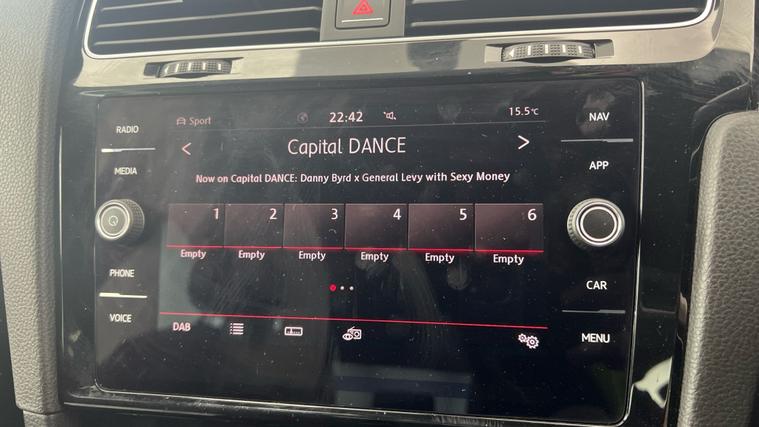 RADIO
MEDIA
PHONE
VOICE
Sport 22:42 15.5°C
< Capital DANCE >
Now on Capital DANCE: Danny Byrd x General Levy with Sexy Money
1 2 3 4 5 6
Empty Empty Empty Empty Empty Empty
DAB
NAV
APP
CAR
MENU